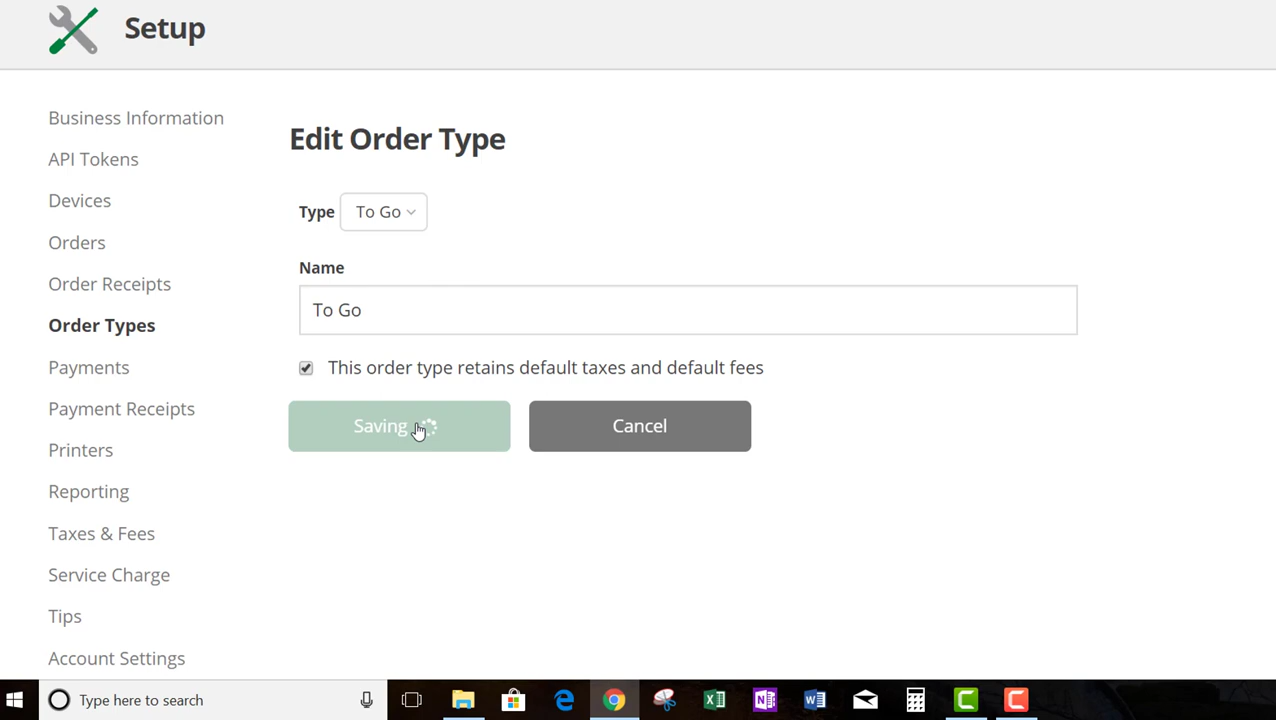 Setup
Business Information
API Tokens
Devices
Orders
Order Receipts
Order Types
Payments
Payment Receipts
Printers
Reporting
Taxes & Fees
Service Charge
Tips
Account Settings
Edit Order Type
Type To Go
Name
To Go
This order type retains default taxes and default fees
Saving
Cancel
Type here to search